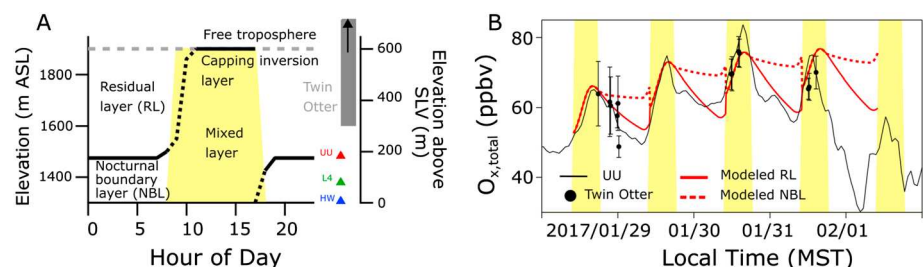 A
Elevation (m ASL)
1800
1600
1400
Free troposphere
Capping inversion
layer
Residual
layer (RL)
Mixed
layer
Nocturnal
boundary
layer (NBL)
0
5
10
15
20
Hour of Day
Twin
Otter
UU
L4
HW
600
400
200
0
Elevation above
SLV (m)
B
Ox,total (ppbv)
80
60
40
UU
Twin Otter
Modeled RL
Modeled NBL
2017/01/29
01/30
01/31
02/01
Local Time (MST)